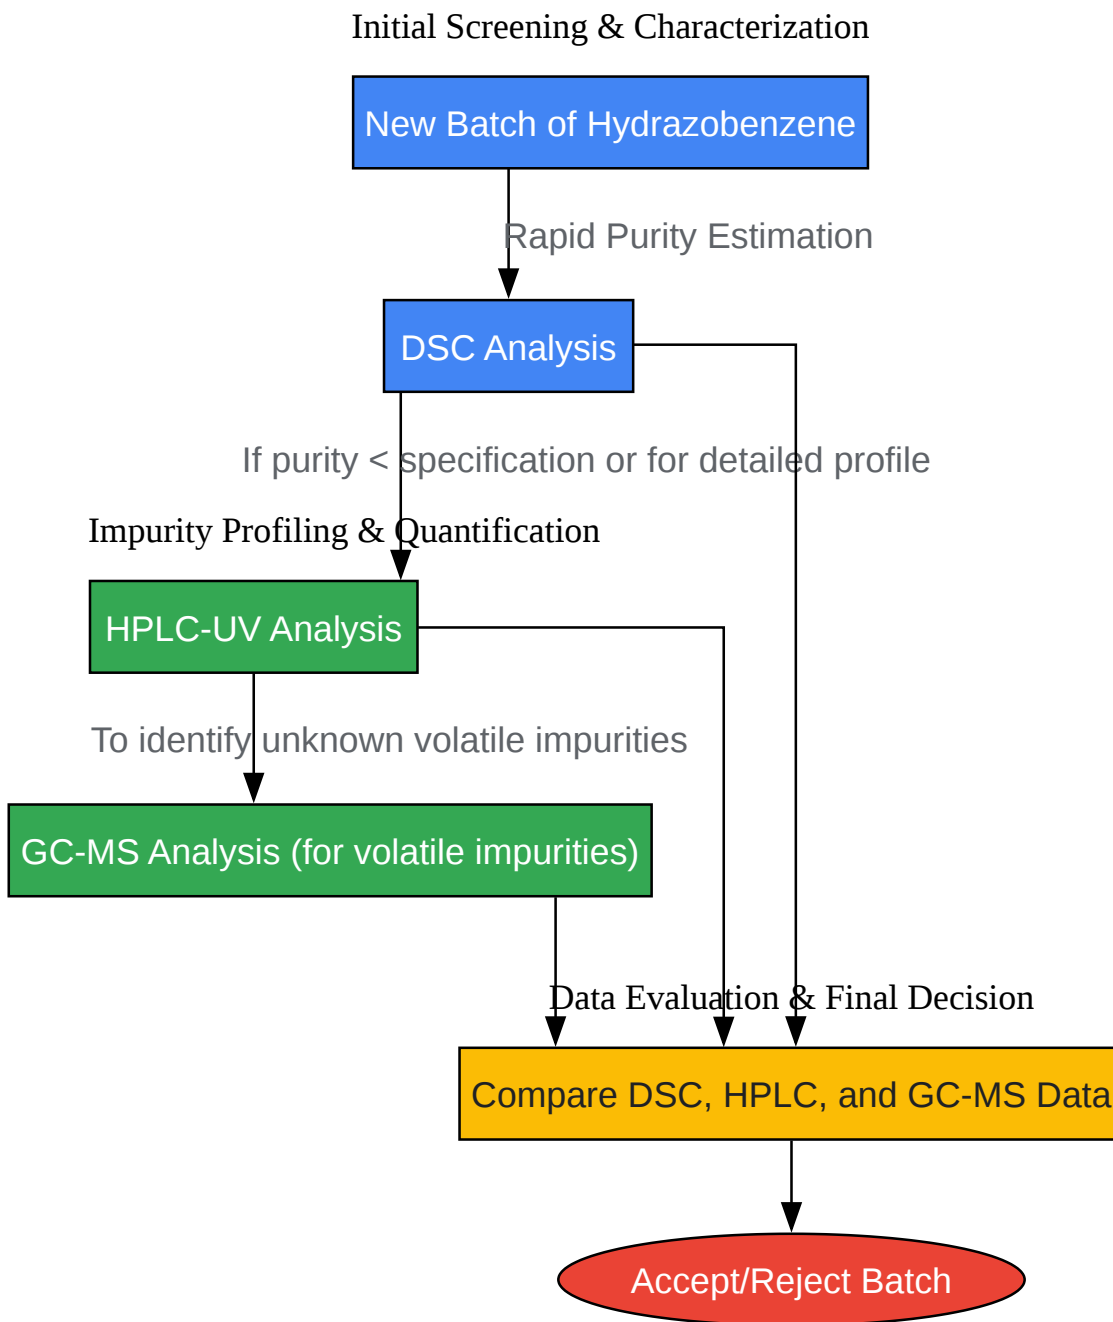 Initial Screening & Characterization
New Batch of Hydrazobenzene
Rapid Purity Estimation
DSC Analysis
If purity < specification or for detailed profile
Impurity Profiling & Quantification
HPLC-UV Analysis
To identify unknown volatile impurities
GC-MS Analysis (for volatile impurities)
Data Evaluation & Final Decision
Compare DSC, HPLC, and GC-MS Data
Accept/Reject Batch